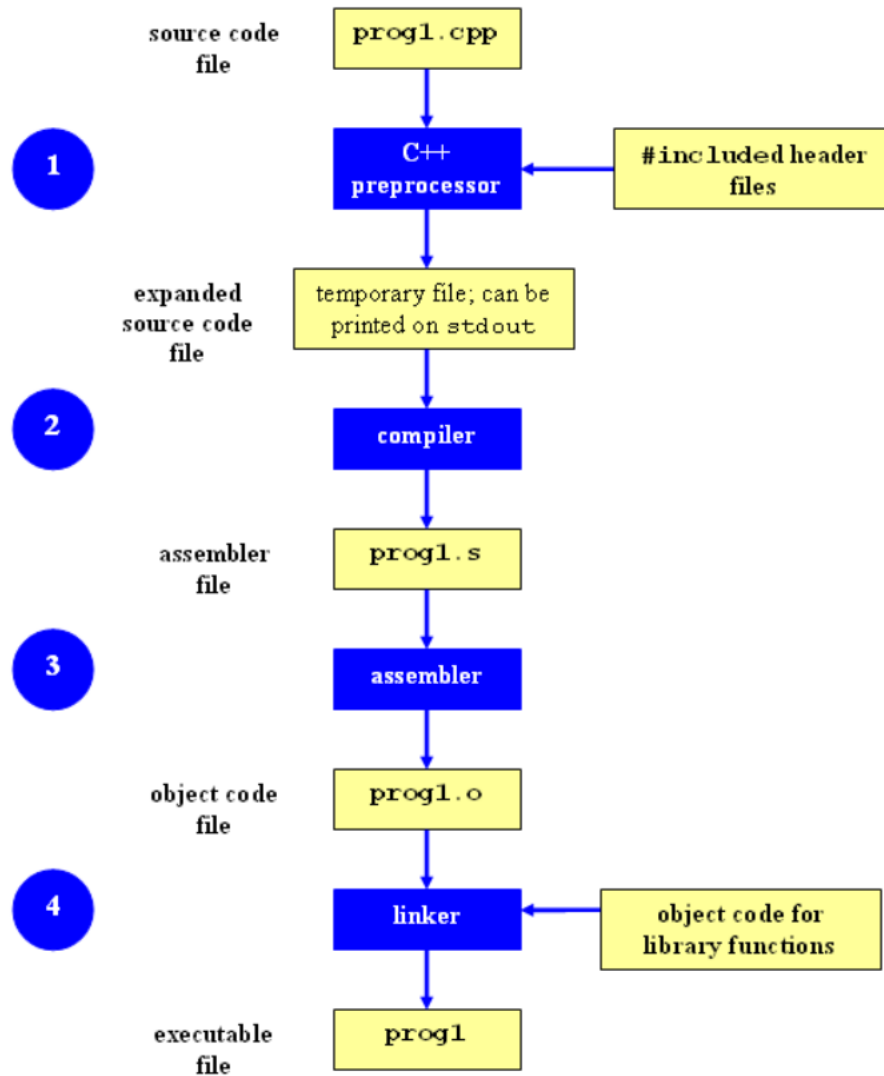 source code
file
prog1.cpp
1
C++
preprocessor
#included header
files
expanded
source code
file
temporary file; can be
printed on stdout
2
compiler
assembler
file
prog1.s
3
assembler
object code
file
prog1.o
4
linker
object code for
library functions
executable
file
prog1